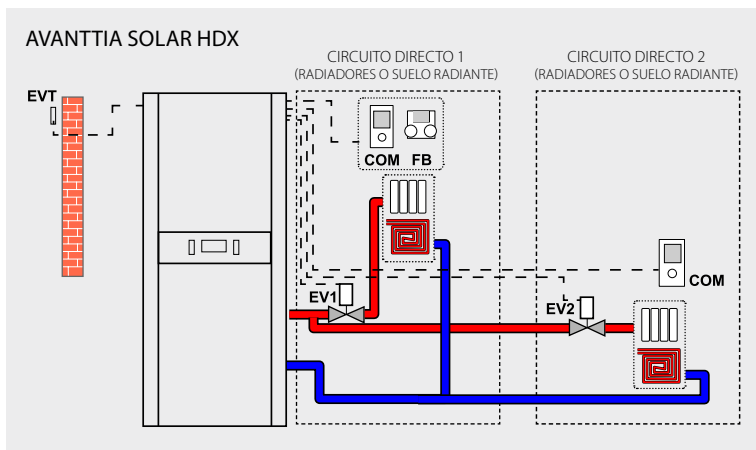 AVANTTIA SOLAR HDX
CIRCUITO DIRECTO 1
(RADIADORES O SUELO RADIANTE)
CIRCUITO DIRECTO 2
(RADIADORES O SUELO RADIANTE)
EVT
COM FB
COM
EV1
EV2